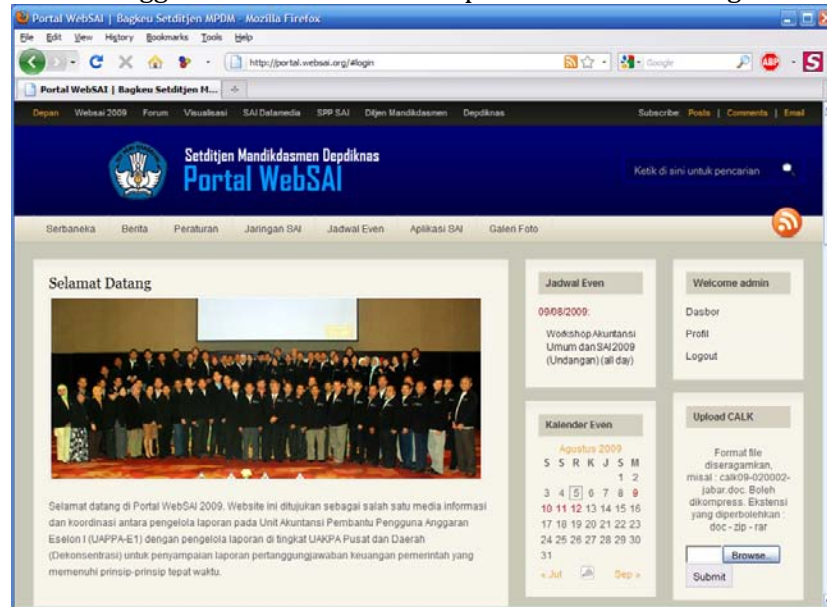 Portal WebSAI | Bagkeu Setditjen MPDM - Mozilla Firefox
File Edit View History Bookmarks Tools Help
http://portal.websai.org/#login
Google
ABP
S
Portal WebSAI | Bagkeu Setditjen M...
Depan Websai 2009 Forum Visualisasi SAI Datamedia SPP SAI Ditjen Mandikdasmen Depdiknas
Subscribe: Posts | Comments | Email
Setditjen Mandikdasmen Depdiknas
Portal WebSAI
Ketik di sini untuk pencarian
Serbaneka Berita Peraturan Jaringan SAI Jadwal Even Aplikasi SAI Galeri Foto
Selamat Datang
Selamat datang di Portal WebSAI 2009. Website ini ditujukan sebagai salah satu media informasi
dan koordinasi antara pengelola laporan pada Unit Akuntansi Pembantu Pengguna Anggaran
Eselon I (UAPPA-E1) dengan pengelola laporan di tingkat UAKPA Pusat dan Daerah
(Dekonsentrasi) untuk penyampaian laporan pertanggungjawaban keuangan pemerintah yang
memenuhi prinsip-prinsip tepat waktu.
Jadwal Even
09/08/2009:
Workshop Akuntansi
Umum dan SAI 2009
(Undangan) (all day)
Kalender Even
Agustus 2009
S S R K J S M
1 2
3 4 5 6 7 8 9
10 11 12 13 14 15 16
17 18 19 20 21 22 23
24 25 26 27 28 29 30
31
« Jul Sep »
Welcome admin
Dasbor
Profil
Logout
Upload CALK
Format file
diseragamkan,
misal : calk09-020002-
jabar.doc. Boleh
dikompress. Ekstensi
yang diperbolehkan :
doc - zip - rar
Browse...
Submit